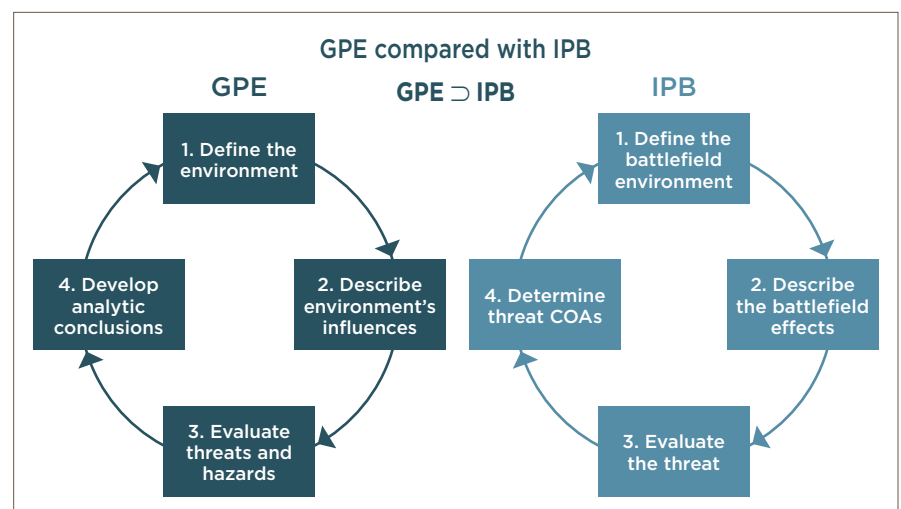 GPE compared with IPB
GPE ⊃ IPB
GPE
1. Define the
environment
2. Describe
environment's
influences
3. Evaluate
threats and
hazards
4. Develop
analytic
conclusions
IPB
1. Define the
battlefield
environment
2. Describe
the battlefield
effects
3. Evaluate
the threat
4. Determine
threat COAs